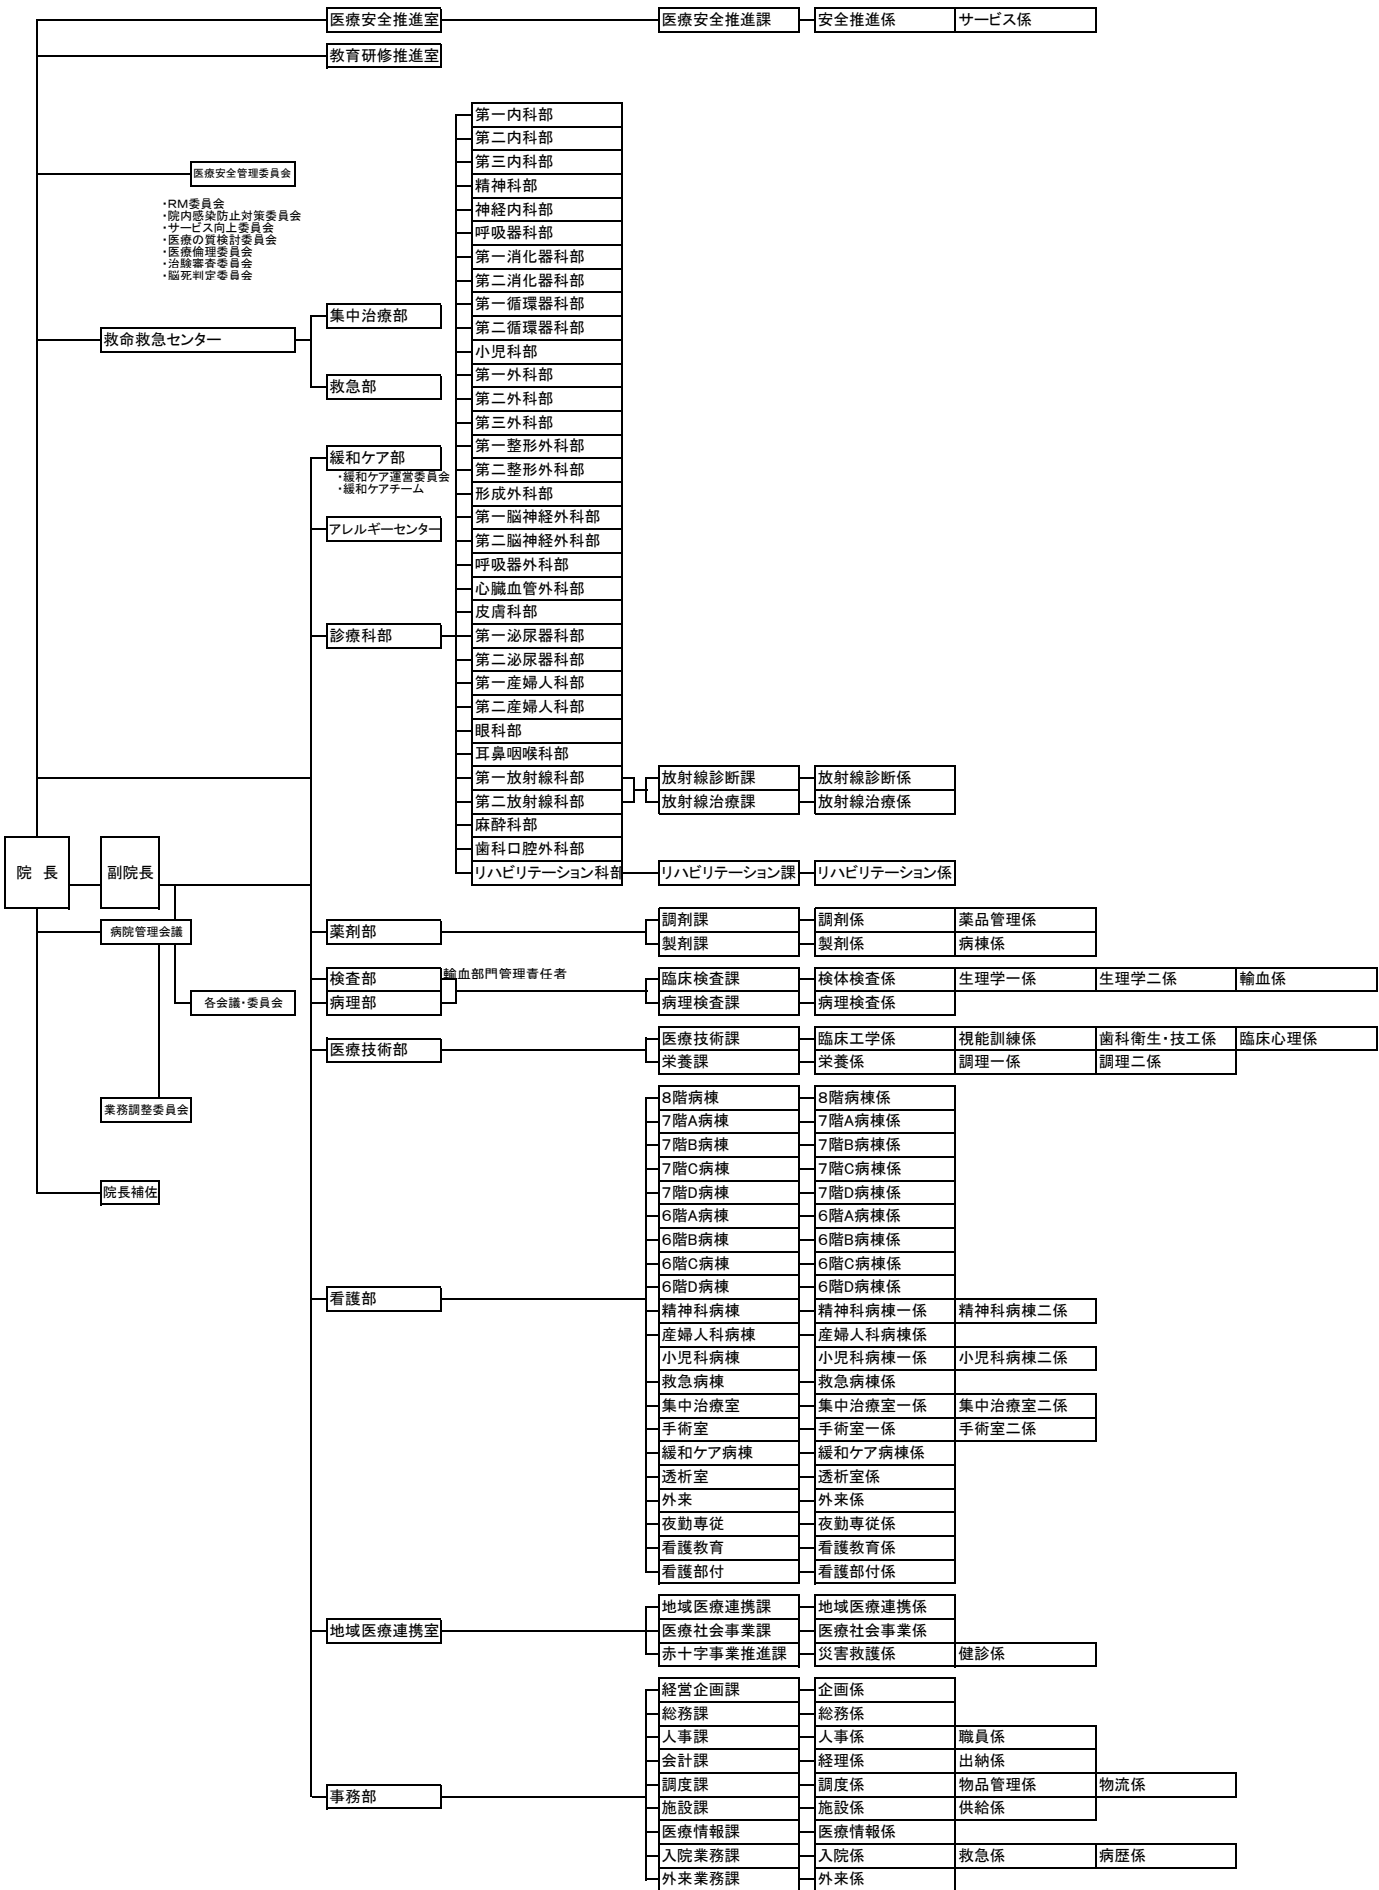 医療安全推進室 医療安全推進課 安全推進係 サービス係
教育研修推進室
第一内科部
第二内科部
第三内科部
医療安全管理委員会
精神科部
・RM委員会
・院内感染防止対策委員会
・サービス向上委員会
・医療の質検討委員会
・医療倫理委員会
・治験審査委員会
・脳死判定委員会
神経内科部
呼吸器科部
第一消化器科部
第二消化器科部
第一循環器科部
集中治療部
第二循環器科部
救命救急センター
小児科部
第一外科部
救急部
第二外科部
第三外科部
第一整形外科部
緩和ケア部
・緩和ケア運営委員会
・緩和ケアチーム
第二整形外科部
形成外科部
第一脳神経外科部
アレルギーセンター
第二脳神経外科部
呼吸器外科部
心臓血管外科部
皮膚科部
診療科部 第一泌尿器科部
第二泌尿器科部
第一産婦人科部
第二産婦人科部
眼科部
耳鼻咽喉科部
第一放射線科部 放射線診断課 放射線診断係
第二放射線科部 放射線治療課 放射線治療係
麻酔科部
歯科口腔外科部
院 長 副院長 リハビリテーション科部 リハビリテーション課 リハビリテーション係
調剤課 調剤係 薬品管理係
病院管理会議 薬剤部
製剤課 製剤係 病棟係
検査部 輸血部門管理責任者 臨床検査課 検体検査係 生理学一係 生理学二係 輸血係
各会議・委員会 病理部 病理検査課 病理検査係
医療技術課 臨床工学係 視能訓練係 歯科衛生・技工係 臨床心理係
医療技術部
栄養課 栄養係 調理一係 調理二係
業務調整委員会 8階病棟 8階病棟係
7階A病棟 7階A病棟係
7階B病棟 7階B病棟係
7階C病棟 7階C病棟係
院長補佐 7階D病棟 7階D病棟係
6階A病棟 6階A病棟係
6階B病棟 6階B病棟係
6階C病棟 6階C病棟係
6階D病棟 6階D病棟係
看護部
精神科病棟 精神科病棟一係 精神科病棟二係
産婦人科病棟 産婦人科病棟係
小児科病棟 小児科病棟一係 小児科病棟二係
救急病棟 救急病棟係
集中治療室 集中治療室一係 集中治療室二係
手術室 手術室一係 手術室二係
緩和ケア病棟 緩和ケア病棟係
透析室 透析室係
外来 外来係
夜勤専従 夜勤専従係
看護教育 看護教育係
看護部付 看護部付係
地域医療連携課 地域医療連携係
地域医療連携室 医療社会事業課 医療社会事業係
赤十字事業推進課 災害救護係 健診係
経営企画課 企画係
総務課 総務係
人事課 人事係 職員係
会計課 経理係 出納係
調度課 調度係 物品管理係 物流係
事務部
施設課 施設係 供給係
医療情報課 医療情報係
入院業務課 入院係 救急係 病歴係
外来業務課 外来係